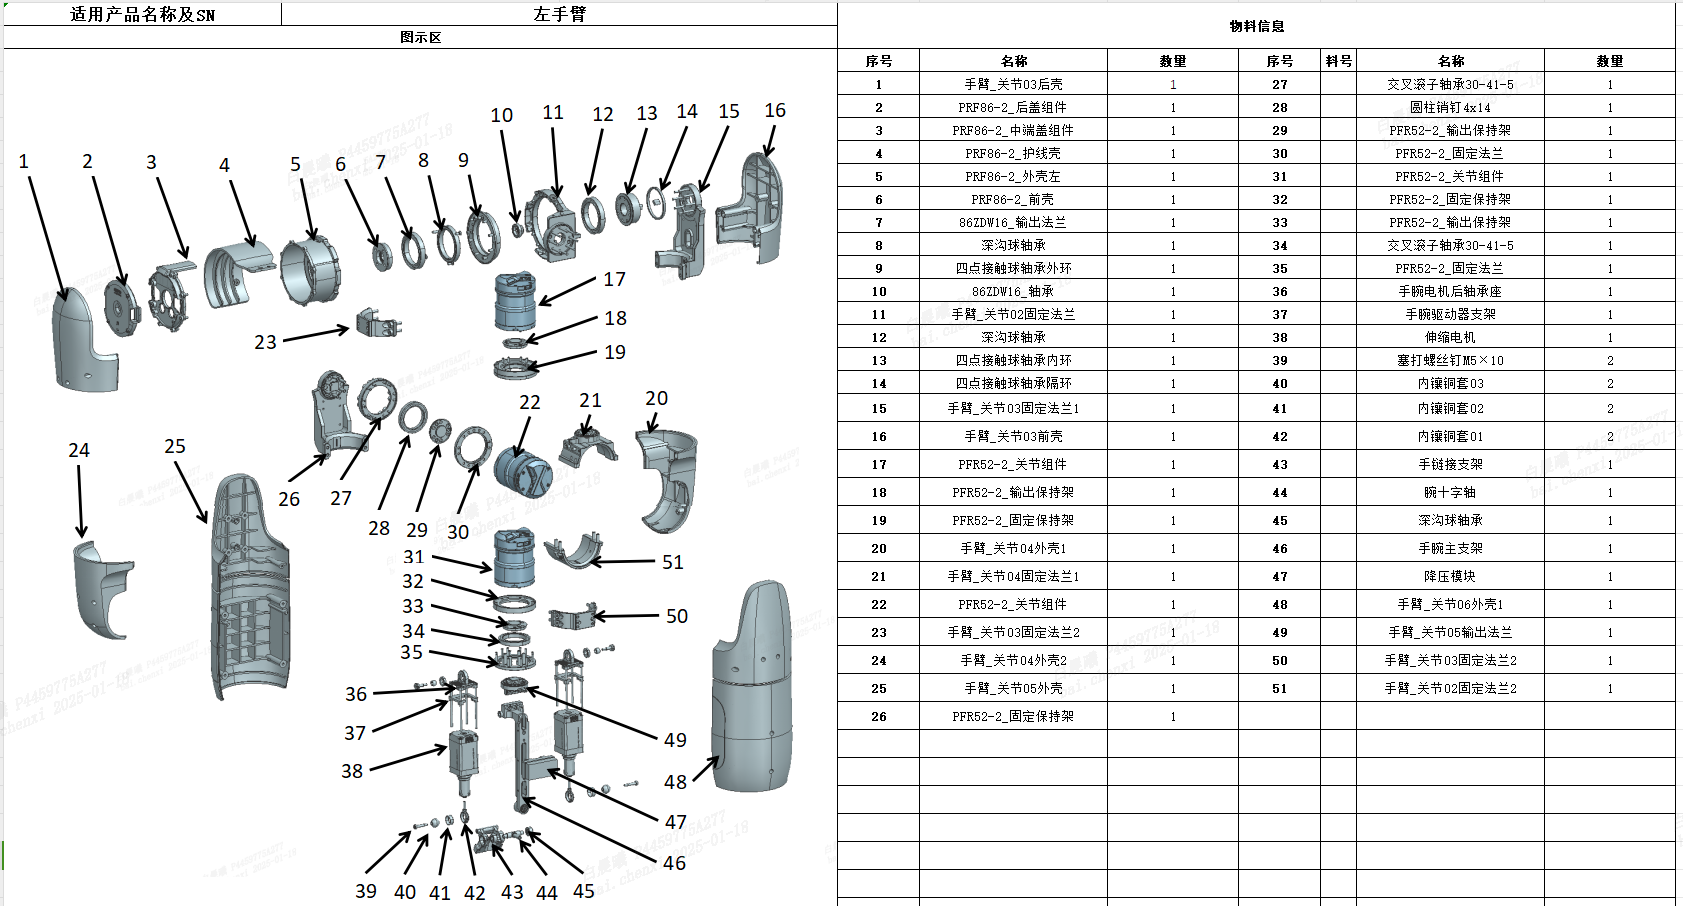 适用产品名称及SN 左手臂
图示区
物料信息
序号 名称 数量 序号 料号 名称 数量
1 手臂_关节03后壳 1 27 交叉滚子轴承30-41-5 1
2 PRF86-2_后盖组件 1 28 圆柱销钉4x14 1
3 PRF86-2_中端盖组件 1 29 PFR52-2_输出保持架 1
4 PRF86-2_护线壳 1 30 PFR52-2_固定法兰 1
5 PRF86-2_外壳左 1 31 PFR52-2_关节组件 1
6 PRF86-2_前壳 1 32 PFR52-2_固定保持架 1
7 86ZDW16_输出法兰 1 33 PFR52-2_输出保持架 1
8 深沟球轴承 1 34 交叉滚子轴承30-41-5 1
9 四点接触球轴承外环 1 35 PFR52-2_固定法兰 1
10 86ZDW16_轴承 1 36 手腕电机后轴承座 1
11 手臂_关节02固定法兰 1 37 手腕驱动器支架 1
12 深沟球轴承 1 38 伸缩电机 1
13 四点接触球轴承内环 1 39 塞打螺丝钉M5×10 2
14 四点接触球轴承隔环 1 40 内镶铜套03 2
15 手臂_关节03固定法兰1 1 41 内镶铜套02 2
16 手臂_关节03前壳 1 42 内镶铜套01 2
17 PFR52-2_关节组件 1 43 手链接支架 1
18 PFR52-2_输出保持架 1 44 腕十字轴 1
19 PFR52-2_固定保持架 1 45 深沟球轴承 1
20 手臂_关节04外壳1 1 46 手腕主支架 1
21 手臂_关节04固定法兰1 1 47 降压模块 1
22 PFR52-2_关节组件 1 48 手臂_关节06外壳1 1
23 手臂_关节03固定法兰2 1 49 手臂_关节05输出法兰 1
24 手臂_关节04外壳2 1 50 手臂_关节03固定法兰2 1
25 手臂_关节05外壳 1 51 手臂_关节02固定法兰2 1
26 PFR52-2_固定保持架 1
10 11 12 13 14 15 16
1 2 3 4 5 6 7 8 9
17
18
23
19
22 21 20
24 25
26 27 28 29 30
31
51
32
33
50
34
35
36
37
49
38
48
47
46
39 40 41 42 43 44 45